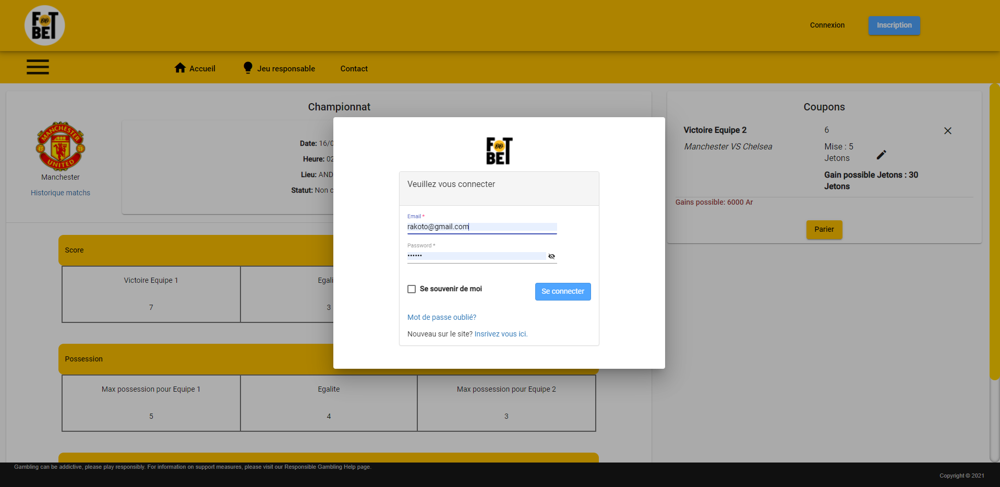 FOOT
BET
Connexion
Inscription
Accueil
Jeu responsable
Contact
Championnat
MANCHESTER
UNITED
Manchester
Historique matchs
Date: 16/0
Heure: 02
Lieu: AND
Statut: Non c
Score
Victoire Equipe 1
Egali
7
3
Possession
Max possession pour Equipe 1
Egalite
Max possession pour Equipe 2
5
4
3
FOOT
BET
Veuillez vous connecter
Email *
rakoto@gmail.com
Password *
••••••
Se souvenir de moi
Se connecter
Mot de passe oublié?
Nouveau sur le site? Insrivez vous ici.
Coupons
Victoire Equipe 2
6
Manchester VS Chelsea
Mise : 5
Jetons
Gain possible Jetons : 30
Jetons
Gains possible: 6000 Ar
Parier
Gambling can be addictive, please play responsibly. For information on support measures, please visit our Responsible Gambling Help page.
Copyright © 2021